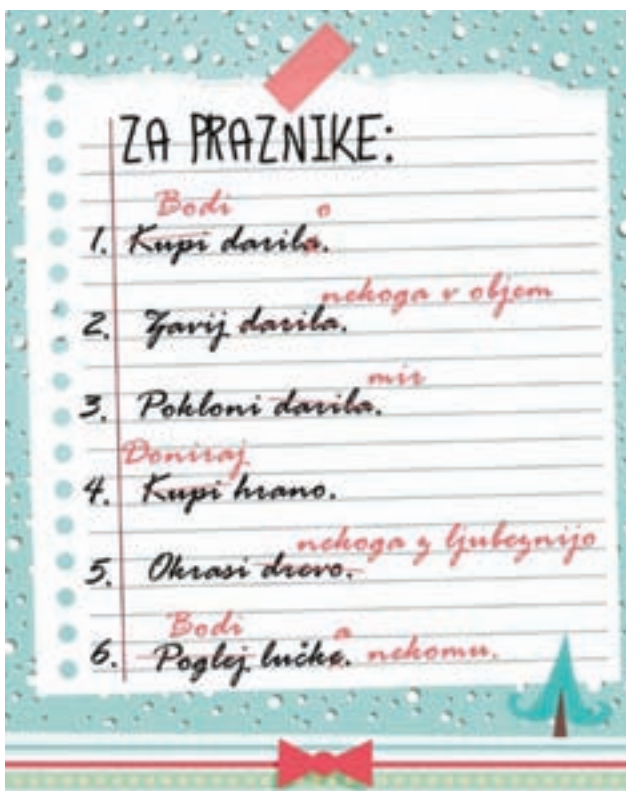 ZA PRAZNIKE:
Bodi o
1. Kupi darila.
nekoga v objem
2. Zavij darila.
mir
3. Pokloni darila.
Doniraj
4. Kupi hrano.
nekoga z ljubeznijo
5. Okrasi drevo.
Bodi a
6. Poglej lučke. nekomu.